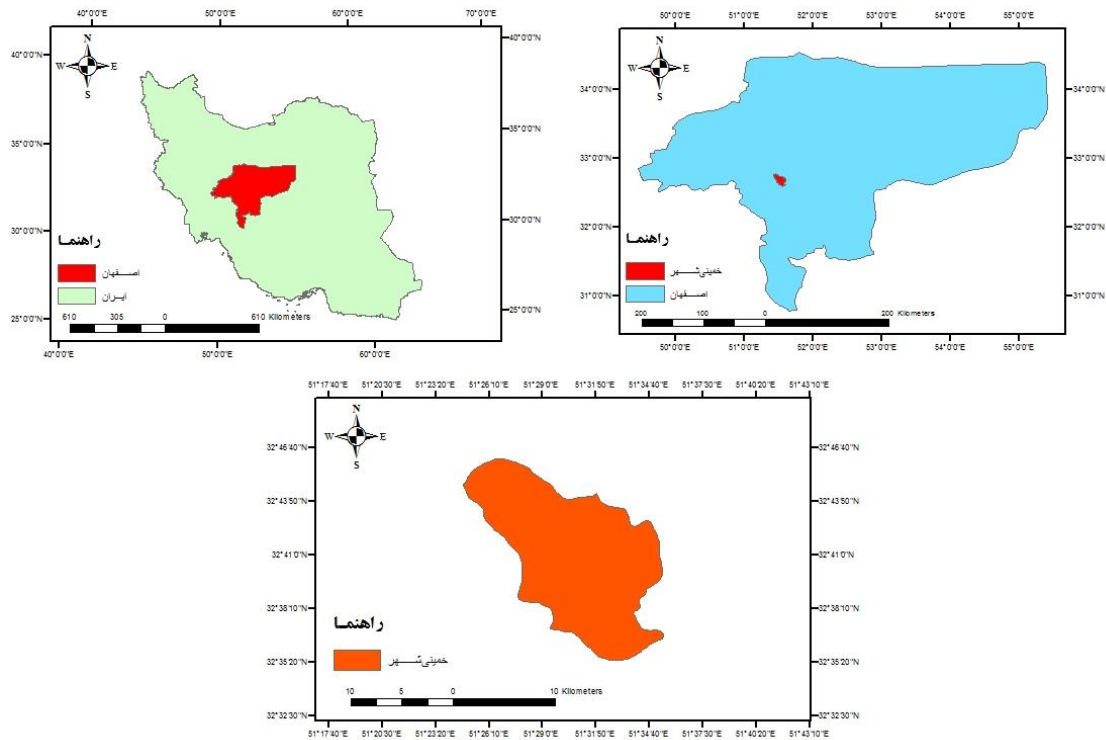 40°0'0"E 50°0'0"E 60°0'0"E 70°0'0"E
N
W E
S
40°0'0"N 40°0'0"N
35°0'0"N 35°0'0"N
30°0'0"N 30°0'0"N
25°0'0"N 25°0'0"N
راهنمـا
اصــفهان
ایـران
610 305 0 610 Kilometers
40°0'0"E 50°0'0"E 60°0'0"E
50°0'0"E 51°0'0"E 52°0'0"E 53°0'0"E 54°0'0"E 55°0'0"E
N
W E
S
34°0'0"N 34°0'0"N
33°0'0"N 33°0'0"N
32°0'0"N 32°0'0"N
31°0'0"N 31°0'0"N
راهنمـا
خمینی‌شــهر
اصـفهان
200 100 0 200 Kilometers
50°0'0"E 51°0'0"E 52°0'0"E 53°0'0"E 54°0'0"E 55°0'0"E
51°17'40"E 51°20'30"E 51°23'20"E 51°26'10"E 51°29'0"E 51°31'50"E 51°34'40"E 51°37'30"E 51°40'20"E 51°43'10"E
N
W E
S
32°46'40"N 32°46'40"N
32°43'50"N 32°43'50"N
32°41'0"N 32°41'0"N
32°38'10"N 32°38'10"N
32°35'20"N 32°35'20"N
32°32'30"N 32°32'30"N
راهنمـا
خمینی‌شــهر
10 5 0 10 Kilometers
51°17'40"E 51°20'30"E 51°23'20"E 51°26'10"E 51°29'0"E 51°31'50"E 51°34'40"E 51°37'30"E 51°40'20"E 51°43'10"E